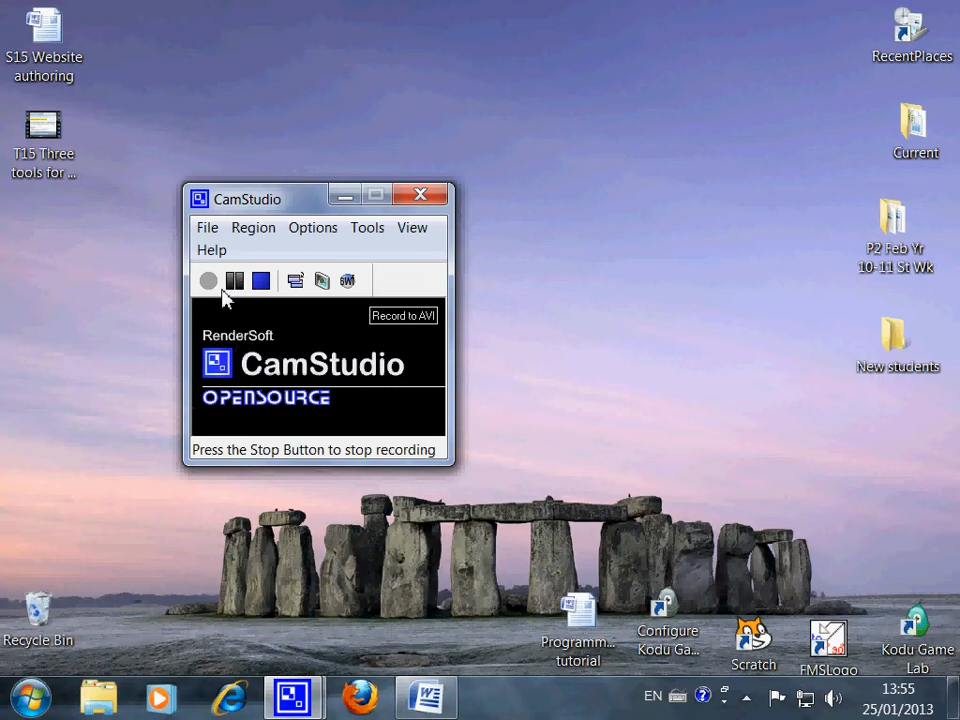 S15 Website
authoring
T15 Three
tools for ...
RecentPlaces
Current
P2 Feb Yr
10-11 St Wk
New students
CamStudio
File Region Options Tools View
Help
SWF
Record to AVI
RenderSoft
CamStudio
OPENSOURCE
Press the Stop Button to stop recording
Recycle Bin
Programm...
tutorial
Configure
Kodu Ga...
Scratch
FMSLogo
Kodu Game
Lab
EN
13:55
25/01/2013